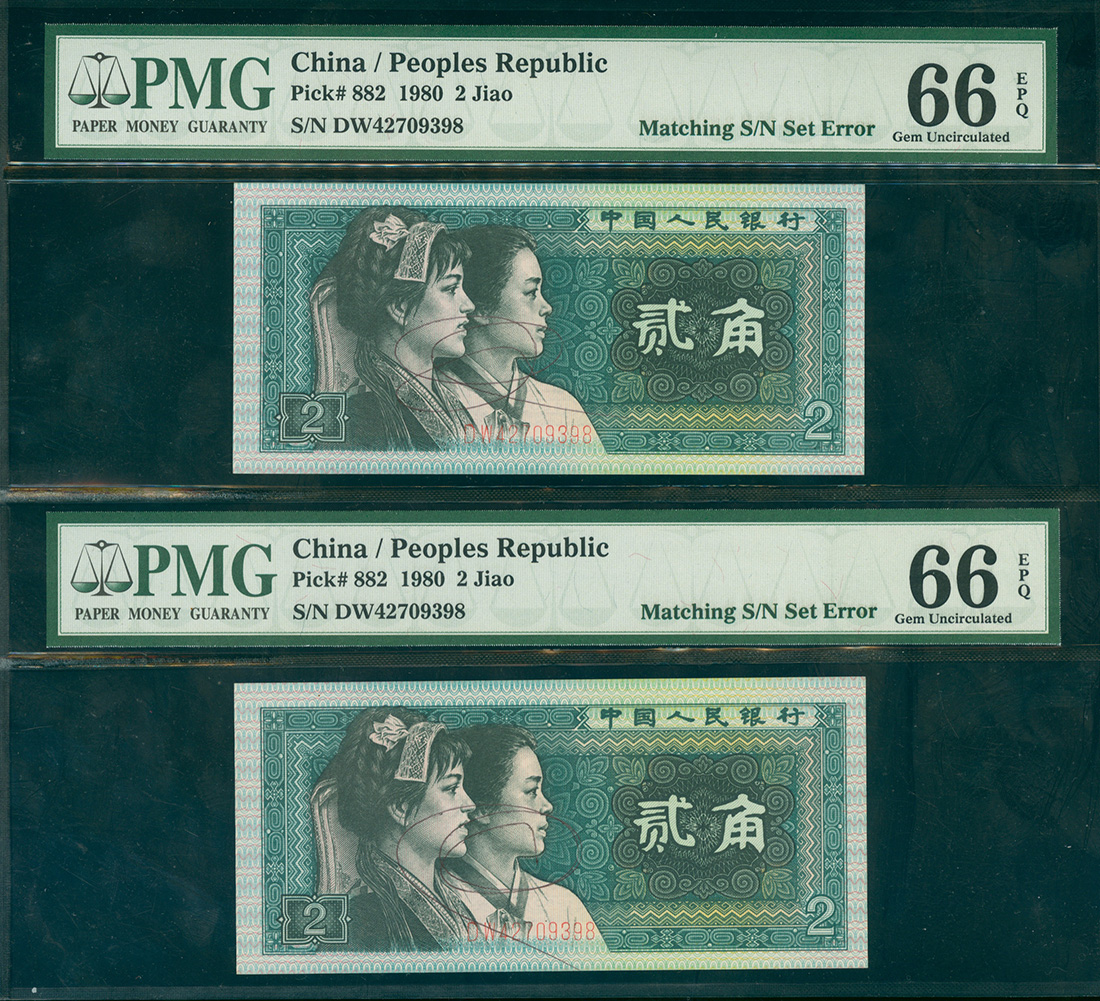 PMG
PAPER MONEY GUARANTY
China / Peoples Republic
Pick# 882 1980 2 Jiao
S/N DW42709398
Matching S/N Set Error
66
EPQ
Gem Uncirculated
中国人民银行
贰角
2
2
DW42709398
PMG
PAPER MONEY GUARANTY
China / Peoples Republic
Pick# 882 1980 2 Jiao
S/N DW42709398
Matching S/N Set Error
66
EPQ
Gem Uncirculated
中国人民银行
贰角
2
2
DW42709398